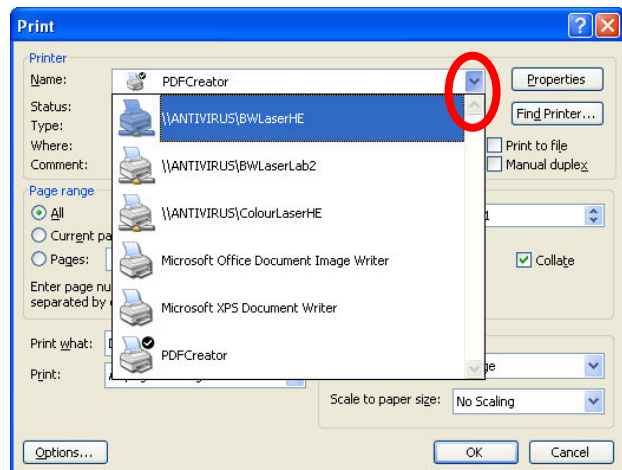 Print
Printer
Name: PDFCreator Properties
Status: \\ANTIVIRUS\BWLaserHE Find Printer...
Type:
Where: \\ANTIVIRUS\BWLaserLab2 Print to file
Comment: Manual duplex
Page range
All \\ANTIVIRUS\ColourLaserHE 1
Current pa
Pages: Microsoft Office Document Image Writer Collate
Enter page nu
separated by Microsoft XPS Document Writer
Print what: PDFCreator
Print: ge
Scale to paper size: No Scaling
Options... OK Cancel